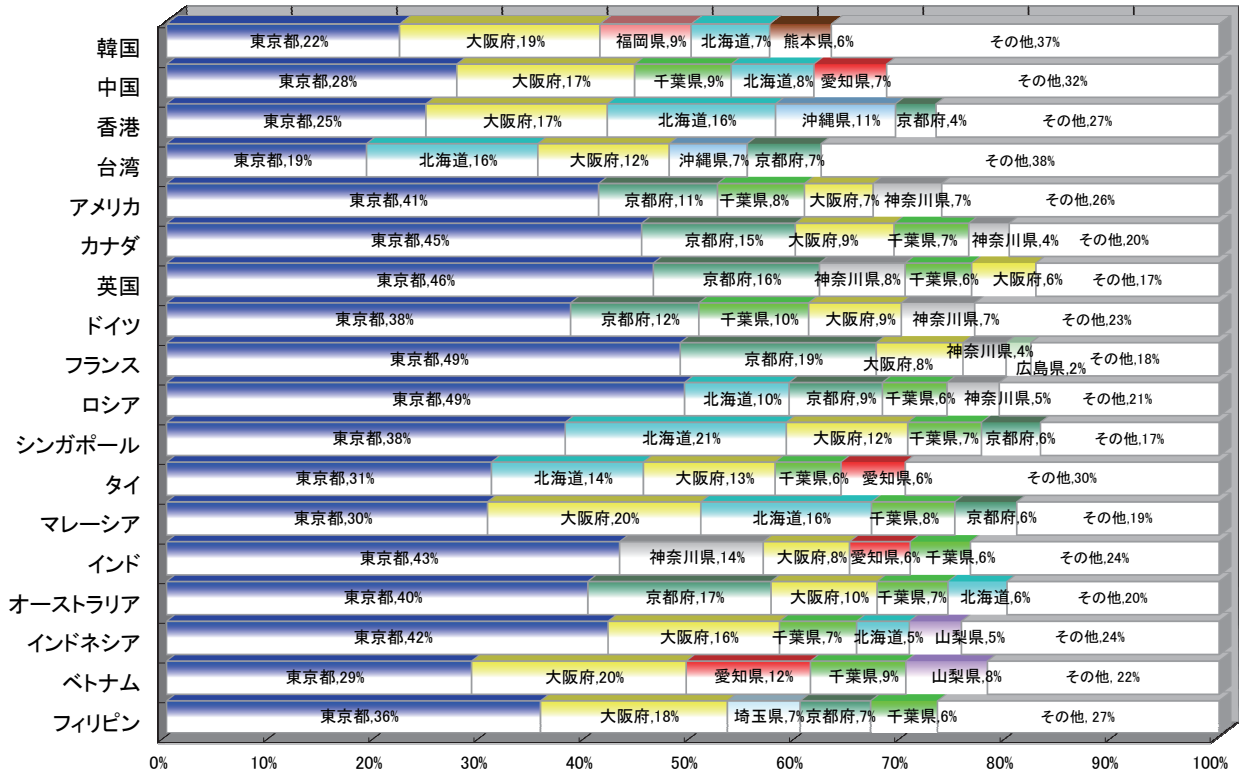 韓国 東京都,22% 大阪府,19% 福岡県,9% 北海道,7% 熊本県,6% その他,37%
中国 東京都,28% 大阪府,17% 千葉県,9% 北海道,8% 愛知県,7% その他,32%
香港 東京都,25% 大阪府,17% 北海道,16% 沖縄県,11% 京都府,4% その他,27%
台湾 東京都,19% 北海道,16% 大阪府,12% 沖縄県,7% 京都府,7% その他,38%
アメリカ 東京都,41% 京都府,11% 千葉県,8% 大阪府,7% 神奈川県,7% その他,26%
カナダ 東京都,45% 京都府,15% 大阪府,9% 千葉県,7% 神奈川県,4% その他,20%
英国 東京都,46% 京都府,16% 神奈川県,8% 千葉県,6% 大阪府,6% その他,17%
ドイツ 東京都,38% 京都府,12% 千葉県,10% 大阪府,9% 神奈川県,7% その他,23%
フランス 東京都,49% 京都府,19% 大阪府,8% 神奈川県,4% 広島県,2% その他,18%
ロシア 東京都,49% 北海道,10% 京都府,9% 千葉県,6% 神奈川県,5% その他,21%
シンガポール 東京都,38% 北海道,21% 大阪府,12% 千葉県,7% 京都府,6% その他,17%
タイ 東京都,31% 北海道,14% 大阪府,13% 千葉県,6% 愛知県,6% その他,30%
マレーシア 東京都,30% 大阪府,20% 北海道,16% 千葉県,8% 京都府,6% その他,19%
インド 東京都,43% 神奈川県,14% 大阪府,8% 愛知県,6% 千葉県,6% その他,24%
オーストラリア 東京都,40% 京都府,17% 大阪府,10% 千葉県,7% 北海道,6% その他,20%
インドネシア 東京都,42% 大阪府,16% 千葉県,7% 北海道,5% 山梨県,5% その他,24%
ベトナム 東京都,29% 大阪府,20% 愛知県,12% 千葉県,9% 山梨県,8% その他, 22%
フィリピン 東京都,36% 大阪府,18% 埼玉県,7% 京都府,7% 千葉県,6% その他, 27%
0% 10% 20% 30% 40% 50% 60% 70% 80% 90% 100%